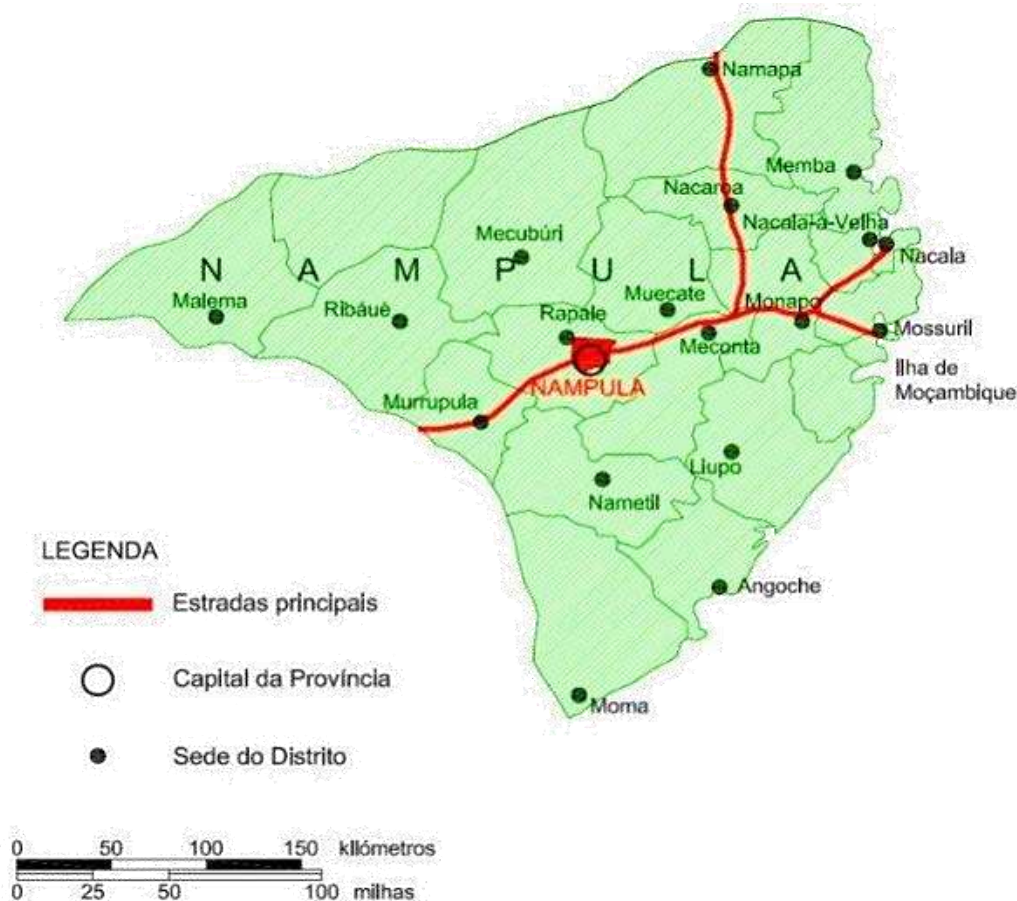 Namapa
Memba
Nacaroa
Nacala-à-Velha
Nacala
Mecubúri
N A M P U L A
Malema
Ribáuè
Muecate
Monapo
Rapale
Mossuril
Meconta
Ilha de
Moçambique
NAMPULA
Murrupula
Liupo
Nametil
Angoche
Moma
LEGENDA
Estradas principais
Capital da Província
Sede do Distrito
0 50 100 150 kilómetros
0 25 50 100 milhas